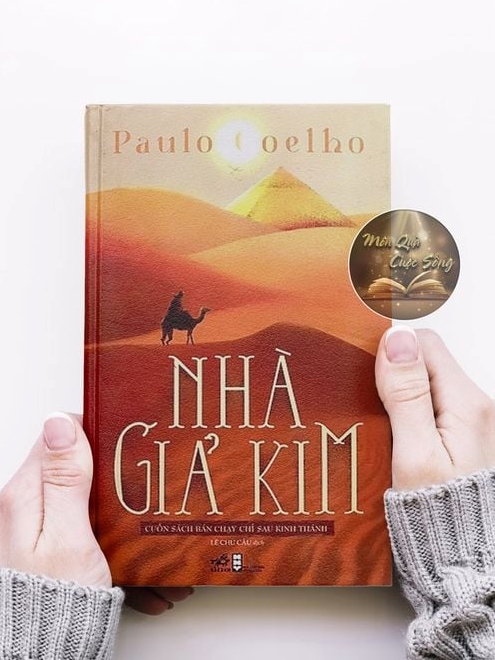 Paulo Coelho
Món Quà
Cuộc Sống
NHÀ
GIẢ KIM
CUỐN SÁCH BÁN CHẠY CHỈ SAU KINH THÁNH
LÊ CHU CẦU dịch